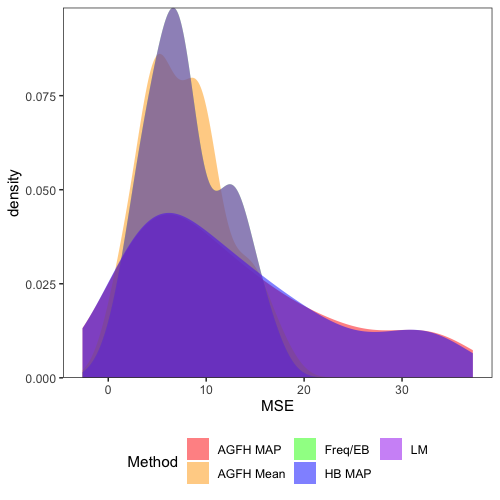 density
0.075
0.050
0.025
0.000
0 10 20 30
MSE
Method AGFH MAP Freq/EB LM
AGFH Mean HB MAP